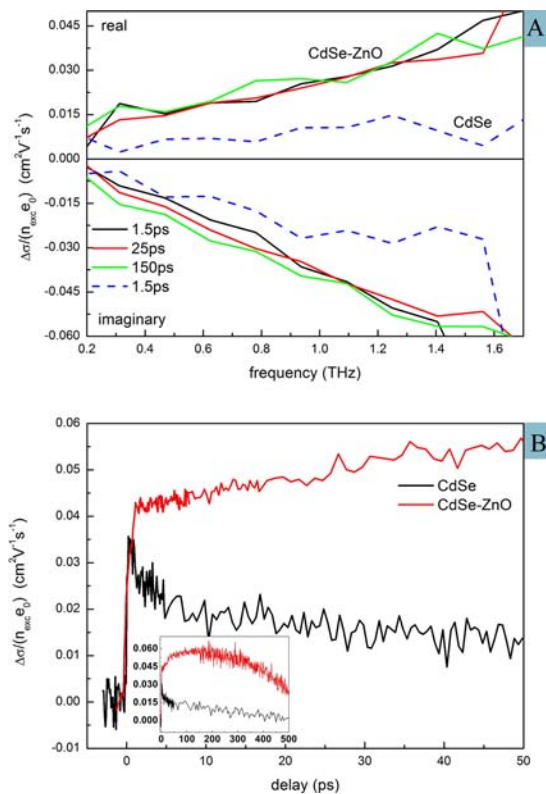 A
real
CdSe-ZnO
CdSe
0.045
0.030
0.015
0.000
-0.015
-0.030
-0.045
-0.060
Δσ/(n_exc e_0) (cm²V⁻¹s⁻¹)
1.5ps
25ps
150ps
1.5ps
imaginary
0.2 0.4 0.6 0.8 1.0 1.2 1.4 1.6
frequency (THz)
B
0.06
0.05
0.04
0.03
0.02
0.01
0.00
-0.01
Δσ/(n_exc e_0) (cm²V⁻¹s⁻¹)
CdSe
CdSe-ZnO
0.060
0.045
0.030
0.015
0.000
0 100 200 300 400 500
0 10 20 30 40 50
delay (ps)